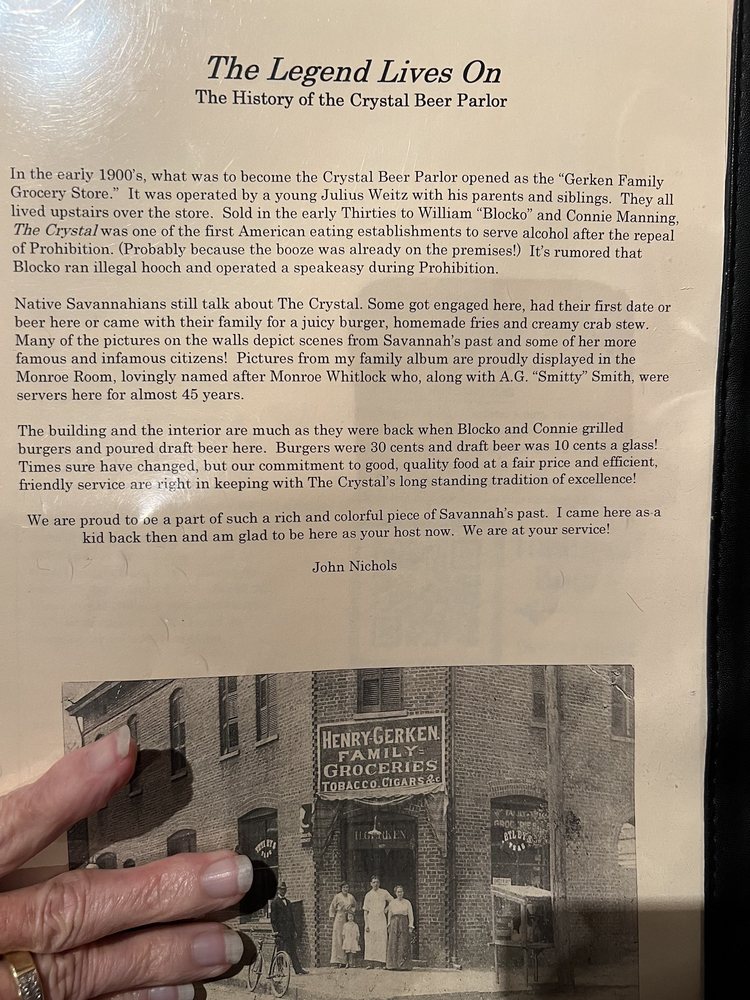 The Legend Lives On
The History of the Crystal Beer Parlor
In the early 1900's, what was to become the Crystal Beer Parlor opened as the "Gerken Family
Grocery Store." It was operated by a young Julius Weitz with his parents and siblings. They all
lived upstairs over the store. Sold in the early Thirties to William "Blocko" and Connie Manning,
The Crystal was one of the first American eating establishments to serve alcohol after the repeal
of Prohibition. (Probably because the booze was already on the premises!) It's rumored that
Blocko ran illegal hooch and operated a speakeasy during Prohibition.
Native Savannahians still talk about The Crystal. Some got engaged here, had their first date or
beer here or came with their family for a juicy burger, homemade fries and creamy crab stew.
Many of the pictures on the walls depict scenes from Savannah's past and some of her more
famous and infamous citizens! Pictures from my family album are proudly displayed in the
Monroe Room, lovingly named after Monroe Whitlock who, along with A.G. "Smitty" Smith, were
servers here for almost 45 years.
The building and the interior are much as they were back when Blocko and Connie grilled
burgers and poured draft beer here. Burgers were 30 cents and draft beer was 10 cents a glass!
Times sure have changed, but our commitment to good, quality food at a fair price and efficient,
friendly service are right in keeping with The Crystal's long standing tradition of excellence!
We are proud to be a part of such a rich and colorful piece of Savannah's past. I came here as a
kid back then and am glad to be here as your host now. We are at your service!
John Nichols
HENRY GERKEN.
FAMILY
GROCERIES
TOBACCO, CIGARS &c
H. GERKEN